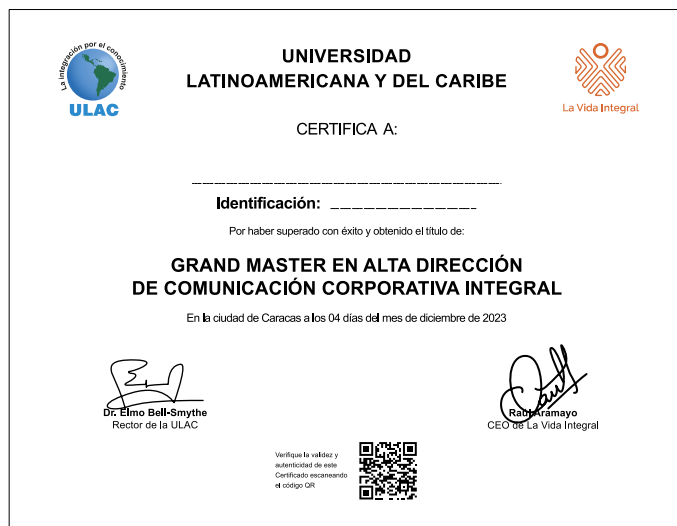 La integración por el conocimiento
ULAC
UNIVERSIDAD
LATINOAMERICANA Y DEL CARIBE
La Vida Integral
CERTIFICA A:
Identificación:
Por haber superado con éxito y obtenido el título de:
GRAND MASTER EN ALTA DIRECCIÓN
DE COMUNICACIÓN CORPORATIVA INTEGRAL
En la ciudad de Caracas a los 04 días del mes de diciembre de 2023
Dr. Elmo Bell-Smythe
Rector de la ULAC
Raul Aramayo
CEO de La Vida Integral
Verifique la validez y
autenticidad de este
Certificado escaneando
el código QR